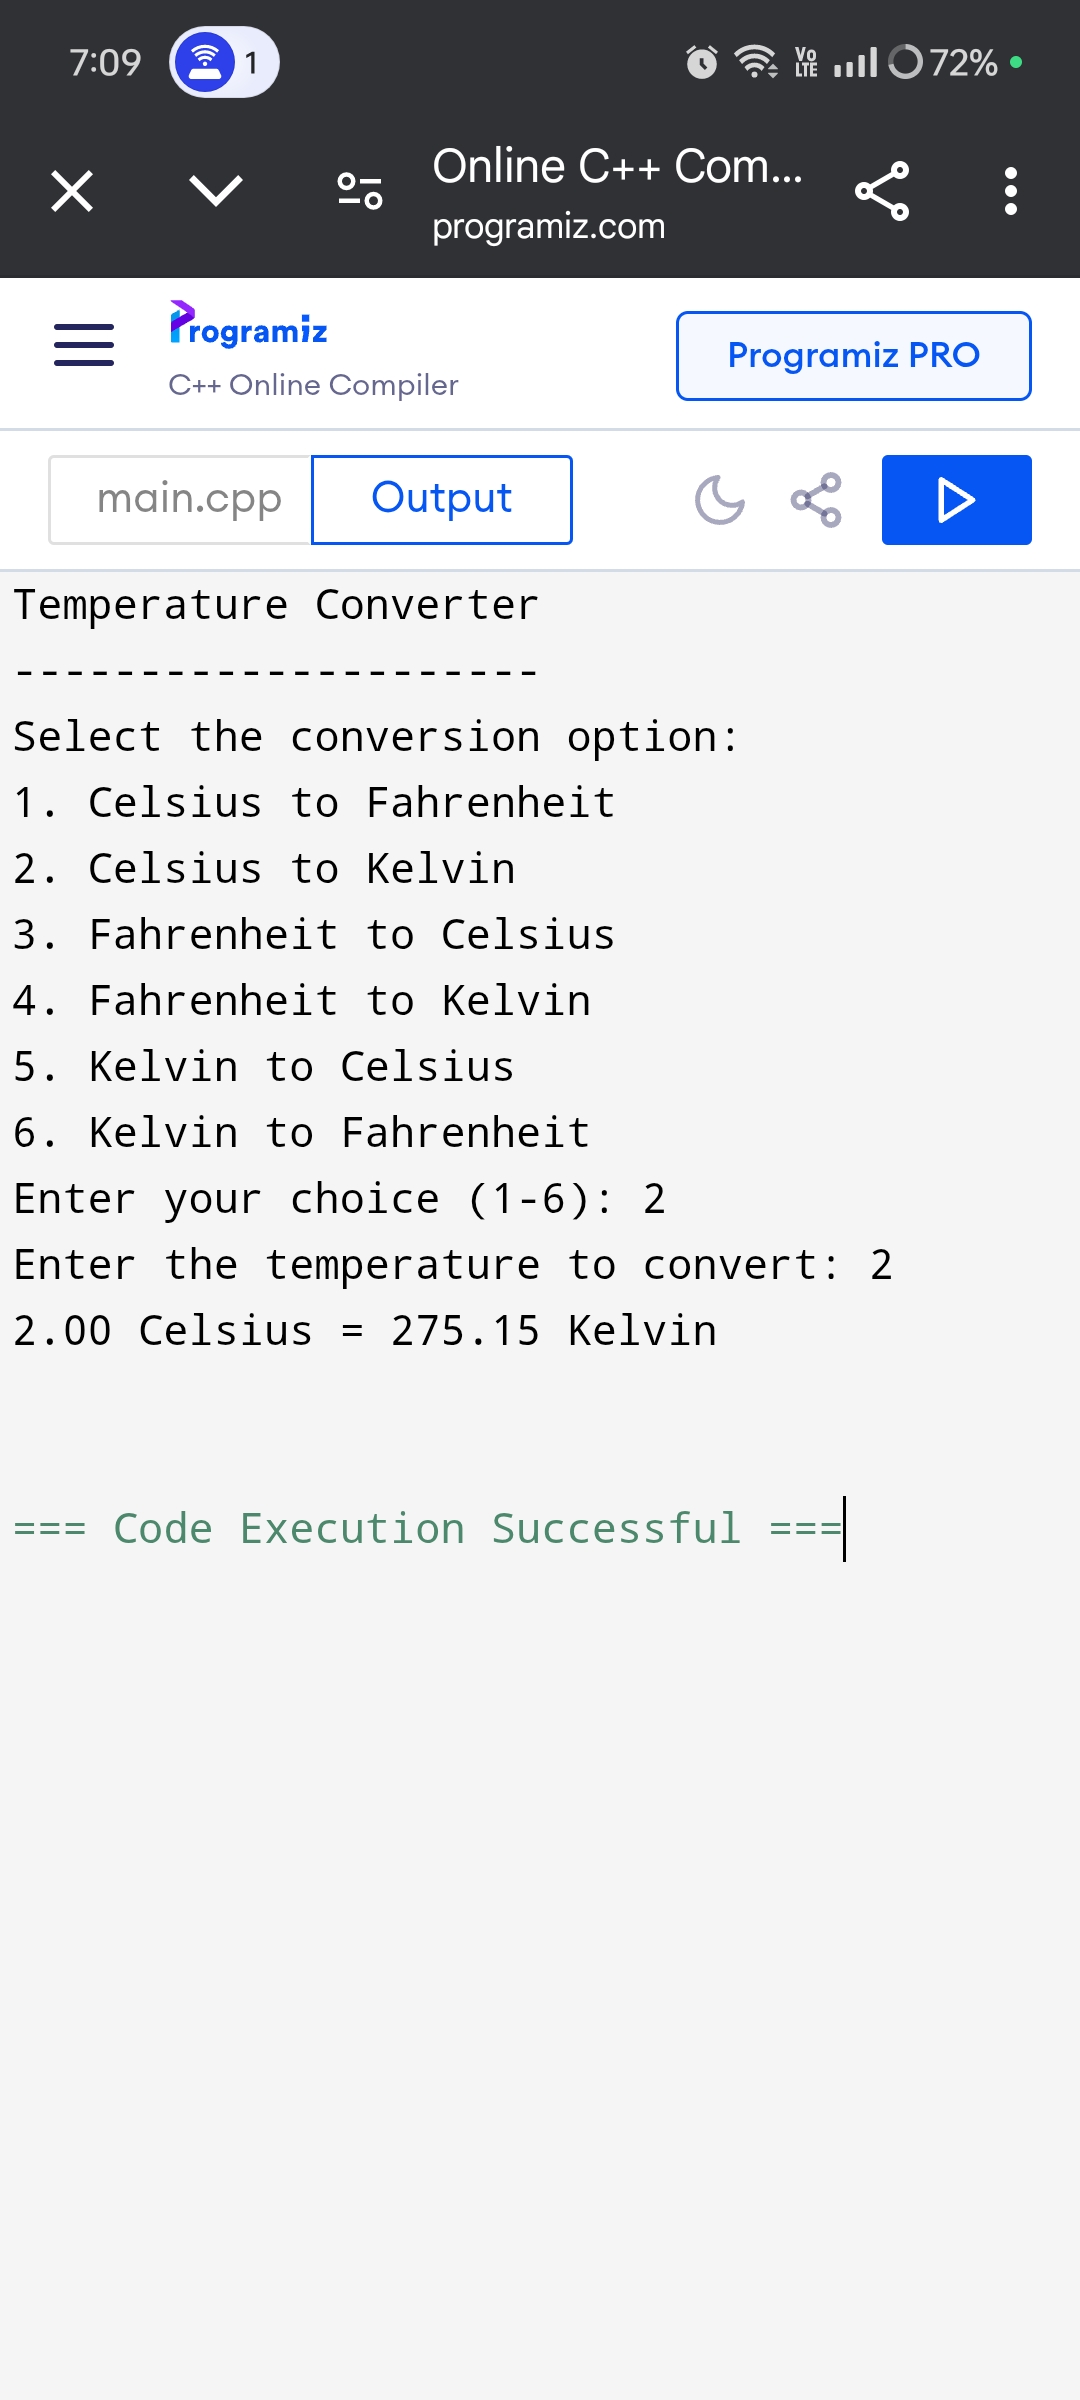 7:09 1 Vo LTE 72%
Online C++ Com...
programiz.com
Programiz
C++ Online Compiler
Programiz PRO
main.cpp Output
Temperature Converter
---------------------
Select the conversion option:
1. Celsius to Fahrenheit
2. Celsius to Kelvin
3. Fahrenheit to Celsius
4. Fahrenheit to Kelvin
5. Kelvin to Celsius
6. Kelvin to Fahrenheit
Enter your choice (1-6): 2
Enter the temperature to convert: 2
2.00 Celsius = 275.15 Kelvin
=== Code Execution Successful ===